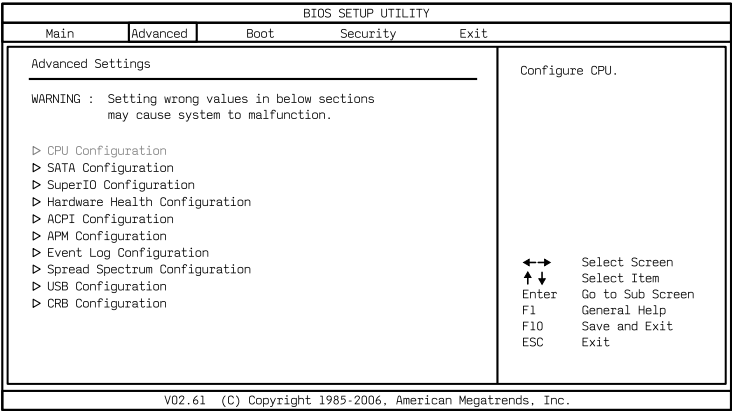 BIOS SETUP UTILITY
Main Advanced Boot Security Exit
Advanced Settings
WARNING : Setting wrong values in below sections
may cause system to malfunction.
▷ CPU Configuration
▷ SATA Configuration
▷ SuperIO Configuration
▷ Hardware Health Configuration
▷ ACPI Configuration
▷ APM Configuration
▷ Event Log Configuration
▷ Spread Spectrum Configuration
▷ USB Configuration
▷ CRB Configuration
Configure CPU.
←→ Select Screen
↑↓ Select Item
Enter Go to Sub Screen
F1 General Help
F10 Save and Exit
ESC Exit
V02.61 (C) Copyright 1985-2006, American Megatrends, Inc.